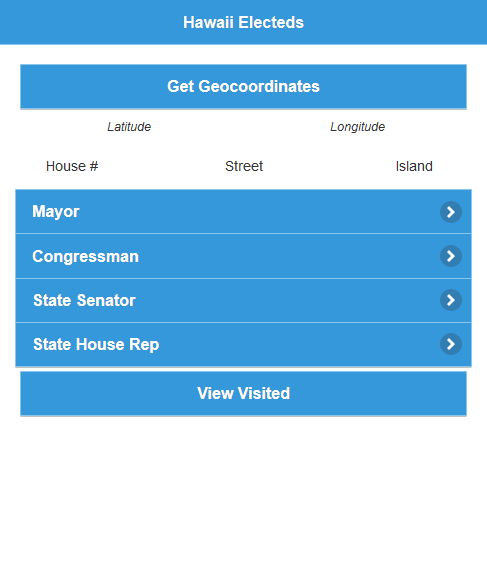 Hawaii Electeds
Get Geocoordinates
Latitude Longitude
House # Street Island
Mayor
Congressman
State Senator
State House Rep
View Visited